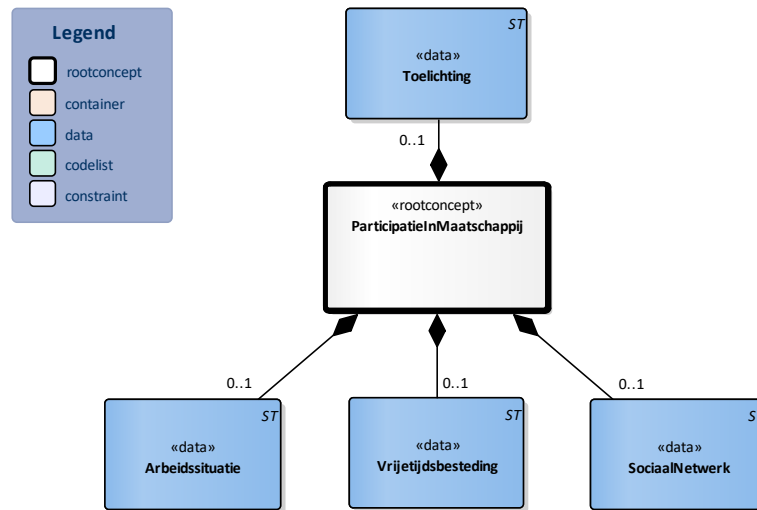 Legend
rootconcept
container
data
codelist
constraint
ST
«data»
Toelichting
0..1
«rootconcept»
ParticipatieInMaatschappij
0..1
0..1
0..1
ST
«data»
Arbeidssituatie
ST
«data»
Vrijetijdsbesteding
S
«data»
SociaalNetwerk